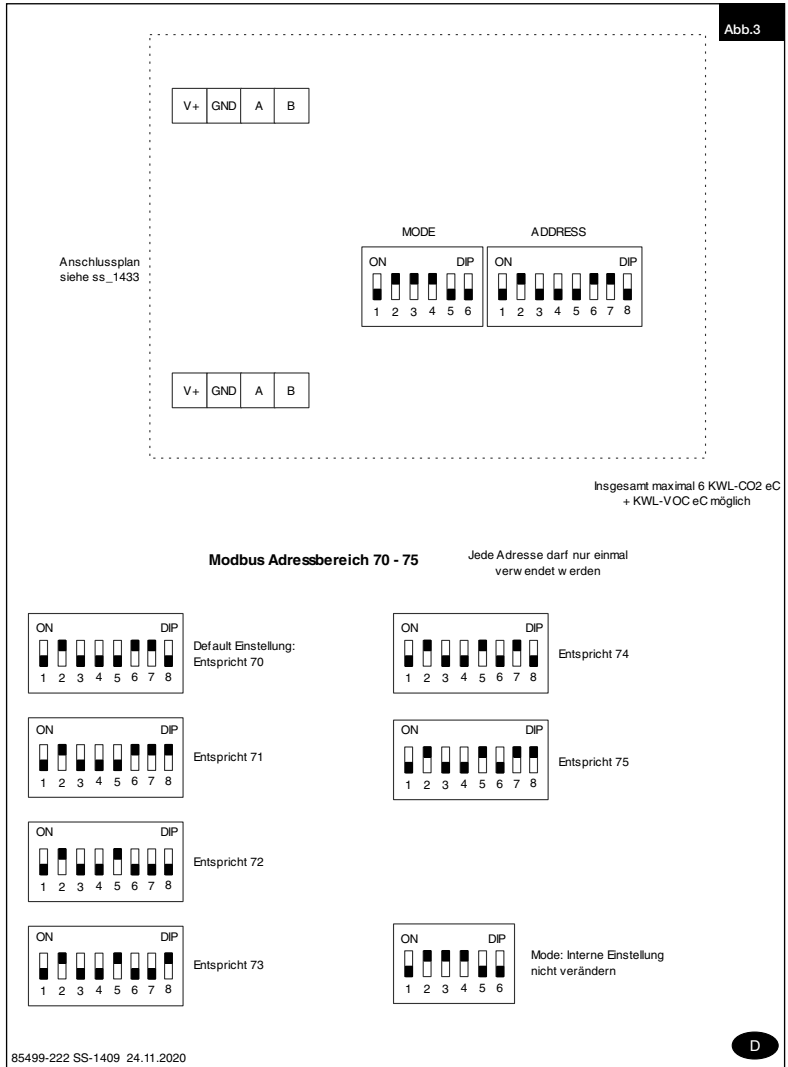 Abb.3
V+ GND A B
MODE ADDRESS
ON DIP ON DIP
1 2 3 4 5 6 1 2 3 4 5 6 7 8
Anschlussplan
siehe ss_1433
V+ GND A B
Insgesamt maximal 6 KWL-CO2 eC
+ KWL-VOC eC möglich
Modbus Adressbereich 70 - 75
Jede Adresse darf nur einmal
verwendet werden
ON DIP
1 2 3 4 5 6 7 8
Default Einstellung:
Entspricht 70
ON DIP
1 2 3 4 5 6 7 8
Entspricht 71
ON DIP
1 2 3 4 5 6 7 8
Entspricht 72
ON DIP
1 2 3 4 5 6 7 8
Entspricht 73
ON DIP
1 2 3 4 5 6 7 8
Entspricht 74
ON DIP
1 2 3 4 5 6 7 8
Entspricht 75
ON DIP
1 2 3 4 5 6
Mode: Interne Einstellung
nicht verändern
85499-222 SS-1409 24.11.2020
D